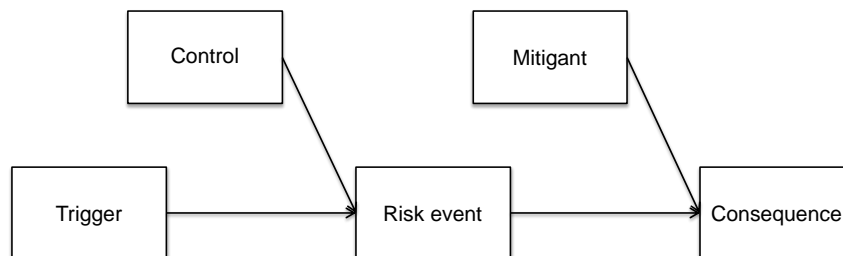 Control
Mitigant
Trigger
Risk event
Consequence